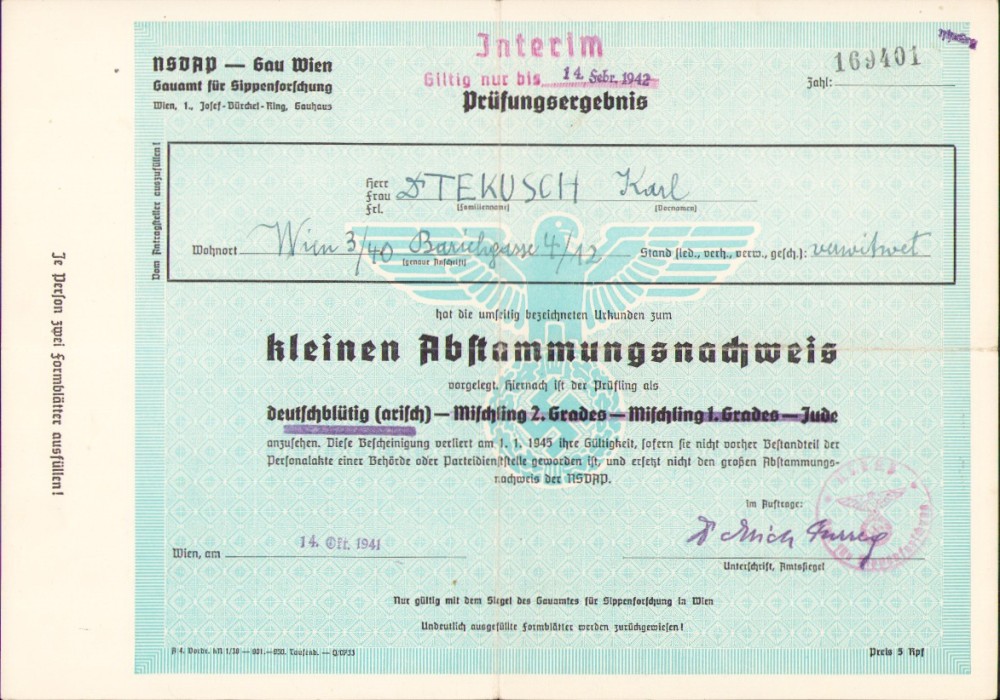 Interim
Giltig nur bis 14. Febr. 1942
NSDAP — Gau Wien
Gauamt für Sippenforschung
Wien, 1., Josef-Bürckel-Ring, Gauhaus
Prüfungsergebnis
Zahl: 169401
Vom Antragsteller auszufüllen!
Herr
Frau
Frl.
Dr TEKUSCH Karl
(Familienname) (Vornamen)
Wohnort Wien 3/40 Barichgasse 4/12 Stand (led., verh., verw., gesch.): verwitwet
(genaue Anschrift)
hat die umseitig bezeichneten Urkunden zum
kleinen Abstammungsnachweis
vorgelegt. Hiernach ist der Prüfling als
deutschblütig (arisch) — Mischling 2. Grades — Mischling 1. Grades — Jude
anzusehen. Diese Bescheinigung verliert am 1. 1. 1945 ihre Gültigkeit, sofern sie nicht vorher Bestandteil der
Personalakte einer Behörde oder Parteidienststelle geworden ist, und ersetzt nicht den großen Abstammungs-
nachweis der NSDAP.
Im Auftrage:
Wien, am 14. Okt. 1941
Unterschrift, Amtssiegel
Nur gültig mit dem Siegel des Gauamtes für Sippenforschung in Wien
Undeutlich ausgefüllte Formblätter werden zurückgewiesen!
Preis 5 Rpf
Je Person zwei Formblätter ausfüllen!